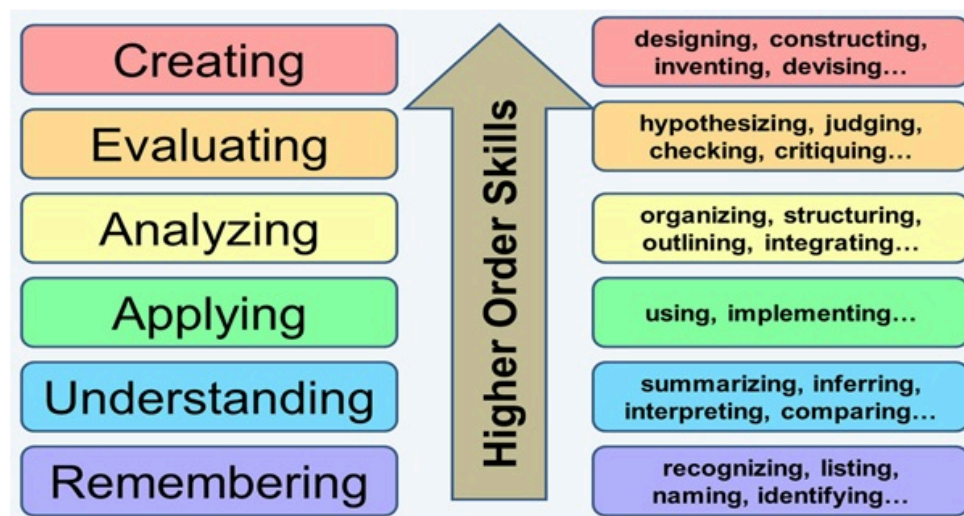 Creating
designing, constructing,
inventing, devising...
Evaluating
hypothesizing, judging,
checking, critiquing...
Analyzing
organizing, structuring,
outlining, integrating...
Applying
using, implementing...
Understanding
summarizing, inferring,
interpreting, comparing...
Remembering
recognizing, listing,
naming, identifying...
Higher Order Skills